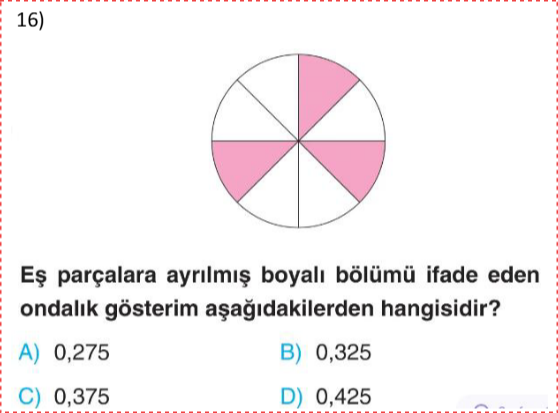 16)
Eş parçalara ayrılmış boyalı bölümü ifade eden
ondalık gösterim aşağıdakilerden hangisidir?
A) 0,275 B) 0,325
C) 0,375 D) 0,425